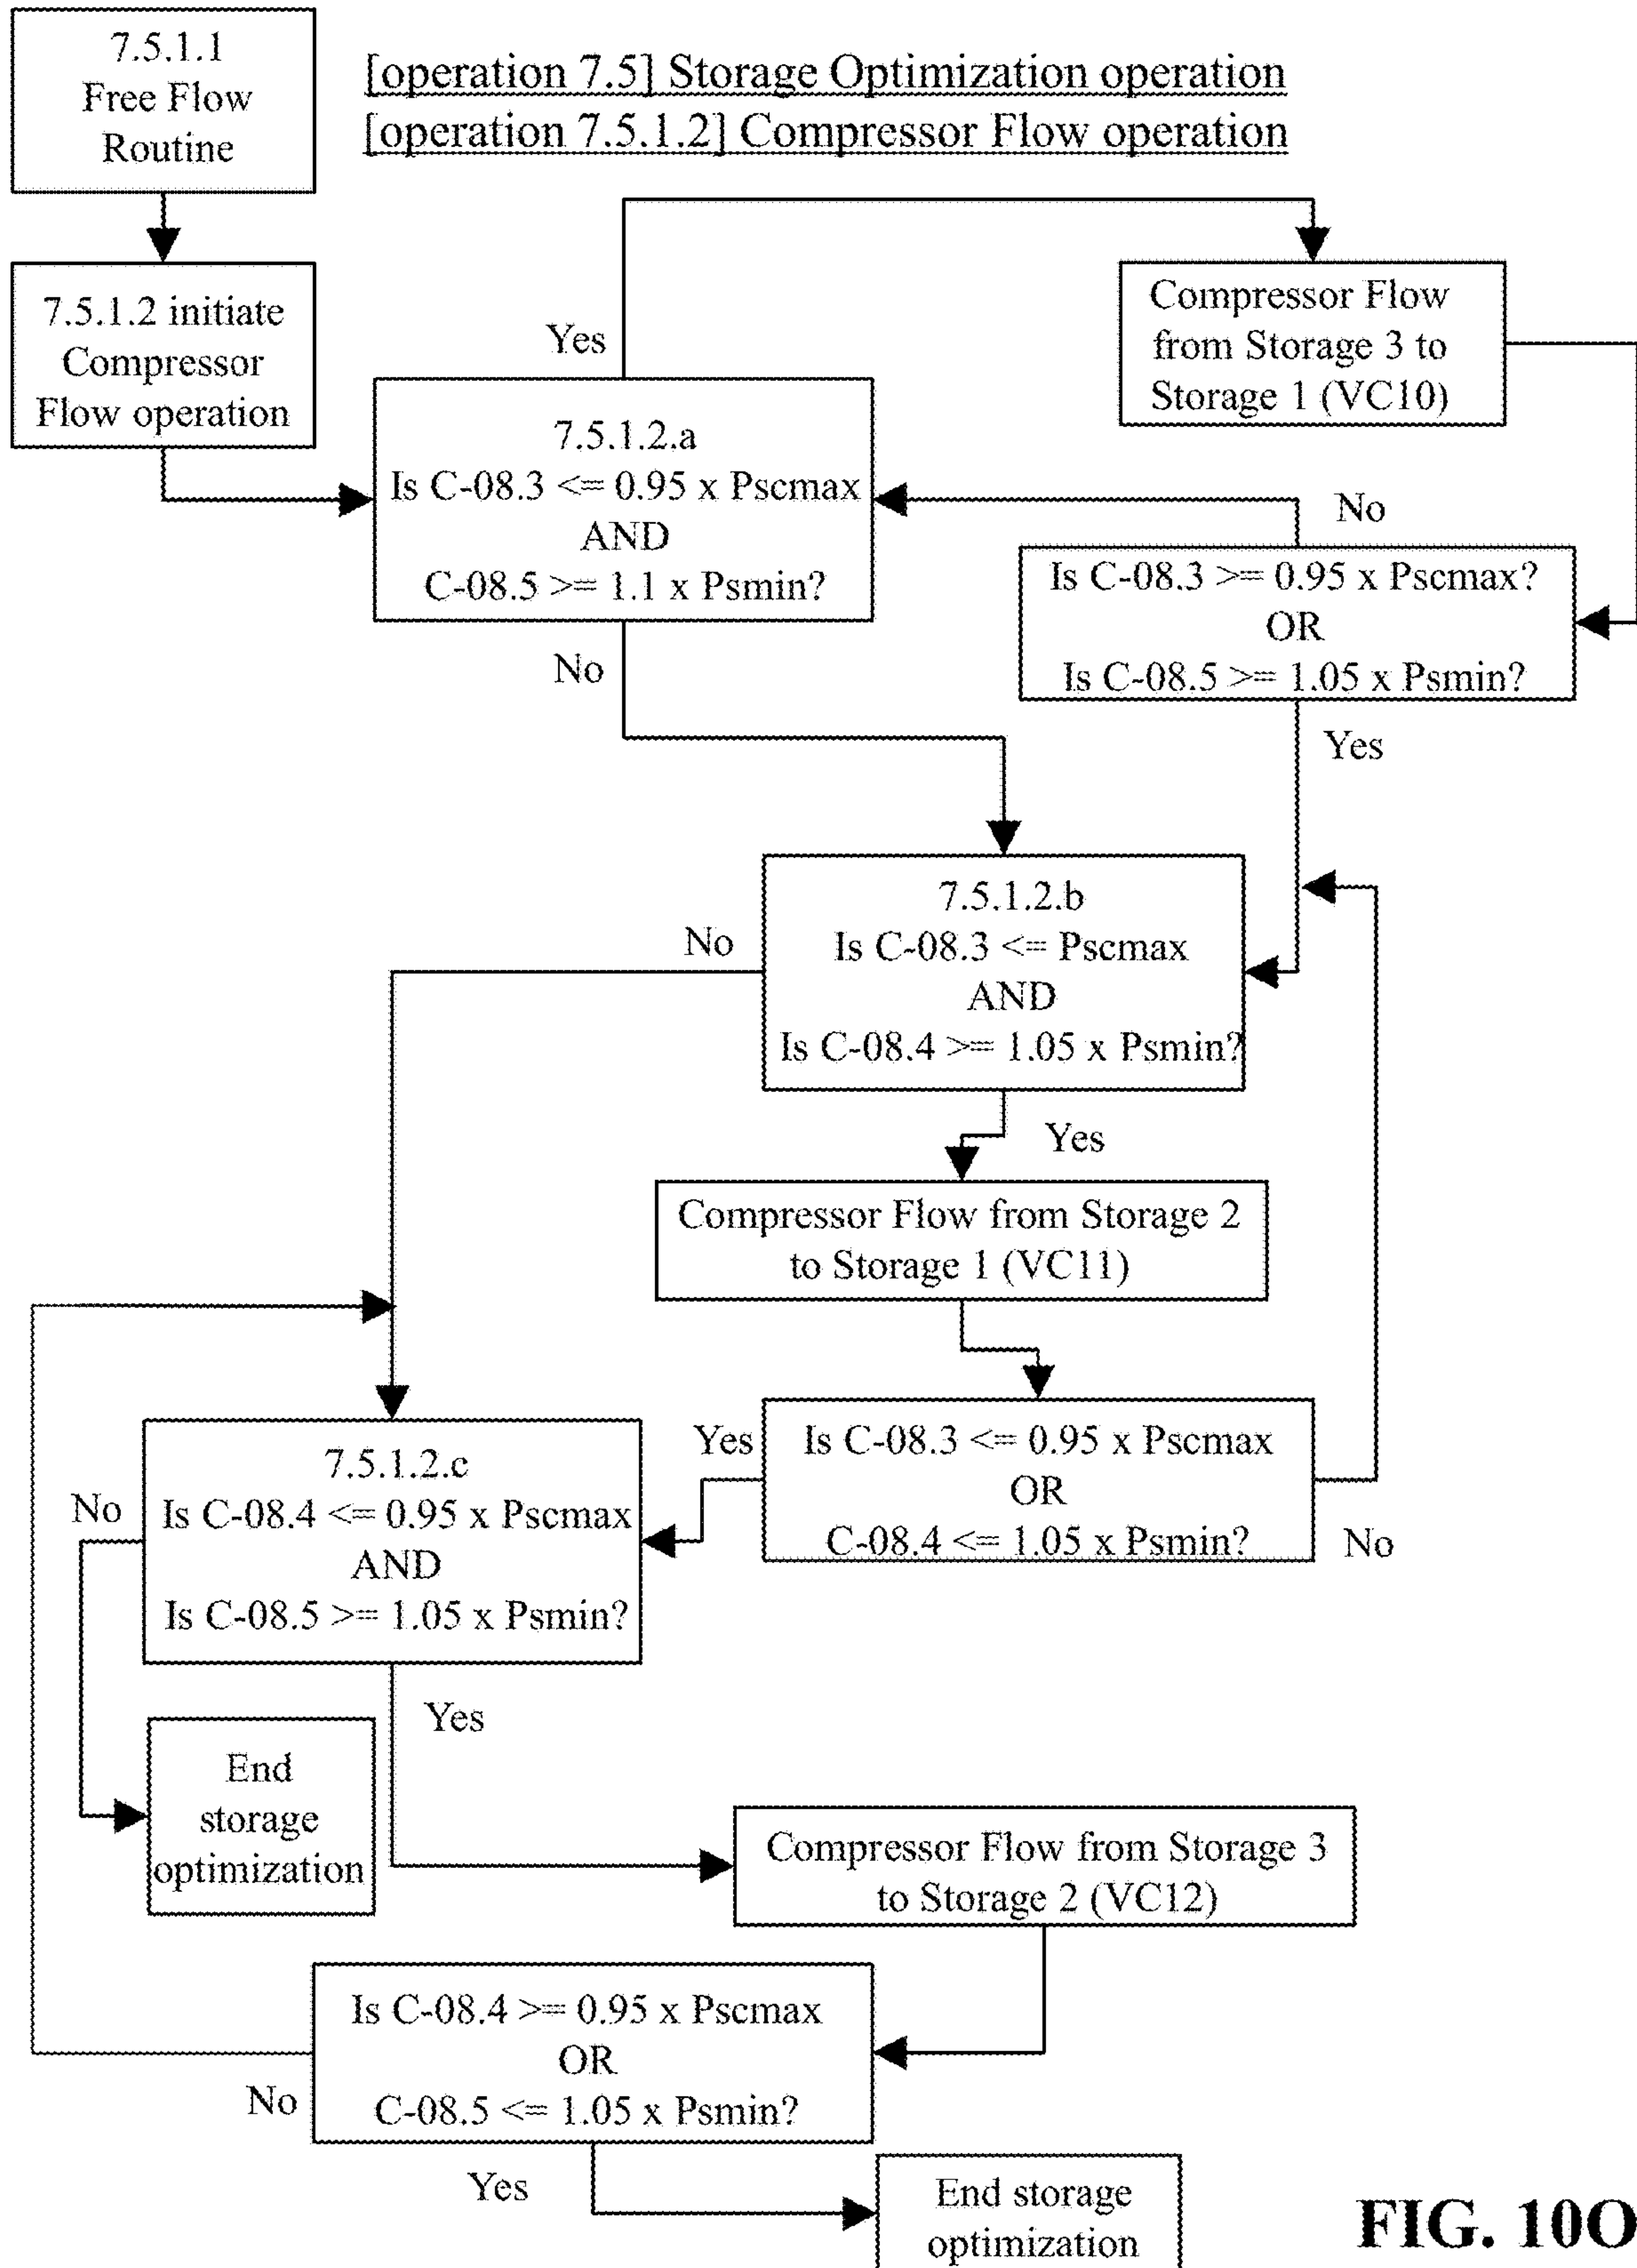 7.5.1.1
Free Flow
Routine
[operation 7.5] Storage Optimization operation
[operation 7.5.1.2] Compressor Flow operation
7.5.1.2 initiate
Compressor
Flow operation
Yes
Compressor Flow
from Storage 3 to
Storage 1 (VC10)
7.5.1.2.a
Is C-08.3 <= 0.95 x Pscmax
AND
C-08.5 >= 1.1 x Psmin?
No
Is C-08.3 >= 0.95 x Pscmax?
OR
Is C-08.5 >= 1.05 x Psmin?
No
Yes
7.5.1.2.b
Is C-08.3 <= Pscmax
AND
Is C-08.4 >= 1.05 x Psmin?
No
Yes
Compressor Flow from Storage 2
to Storage 1 (VC11)
Is C-08.3 <= 0.95 x Pscmax
OR
C-08.4 <= 1.05 x Psmin?
Yes
No
7.5.1.2.c
Is C-08.4 <= 0.95 x Pscmax
AND
Is C-08.5 >= 1.05 x Psmin?
No
Yes
End
storage
optimization
Compressor Flow from Storage 3
to Storage 2 (VC12)
Is C-08.4 >= 0.95 x Pscmax
OR
C-08.5 <= 1.05 x Psmin?
No
Yes
End storage
optimization
FIG. 10O